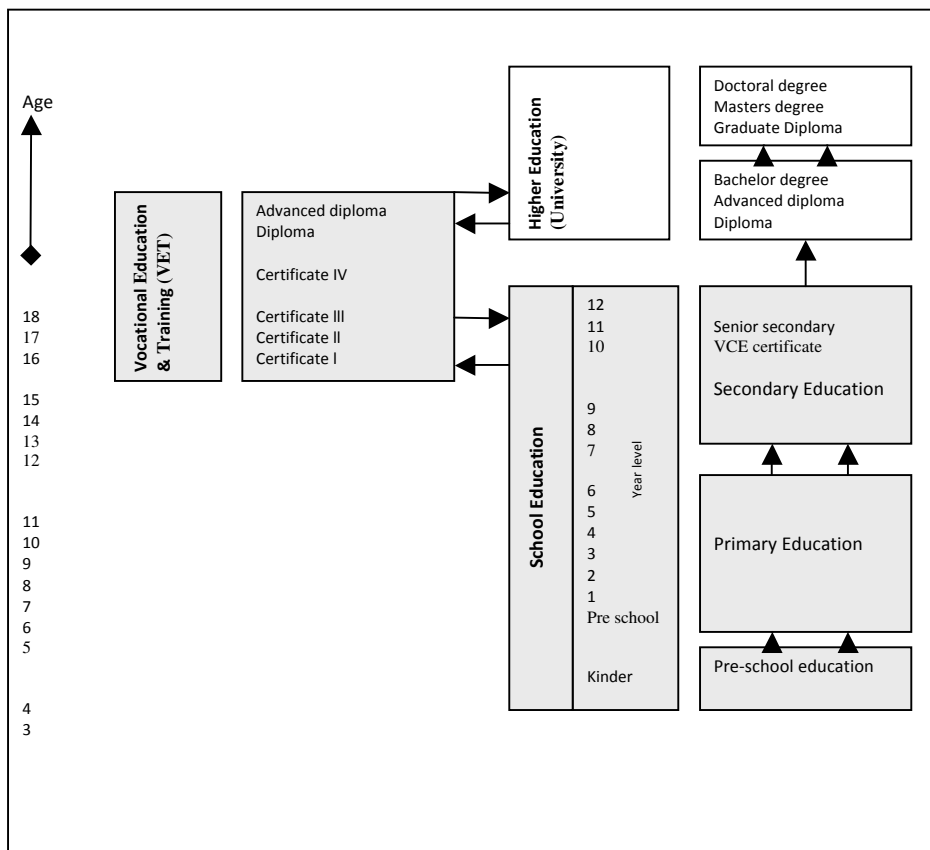 Age
18
17
16
15
14
13
12
11
10
9
8
7
6
5
4
3
Vocational Education
& Training (VET)
Advanced diploma
Diploma
Certificate IV
Certificate III
Certificate II
Certificate I
Higher Education
(University)
School Education
12
11
10
9
8
7
6
5
4
3
2
1
Pre school
Kinder
Year level
Doctoral degree
Masters degree
Graduate Diploma
Bachelor degree
Advanced diploma
Diploma
Senior secondary
VCE certificate
Secondary Education
Primary Education
Pre-school education